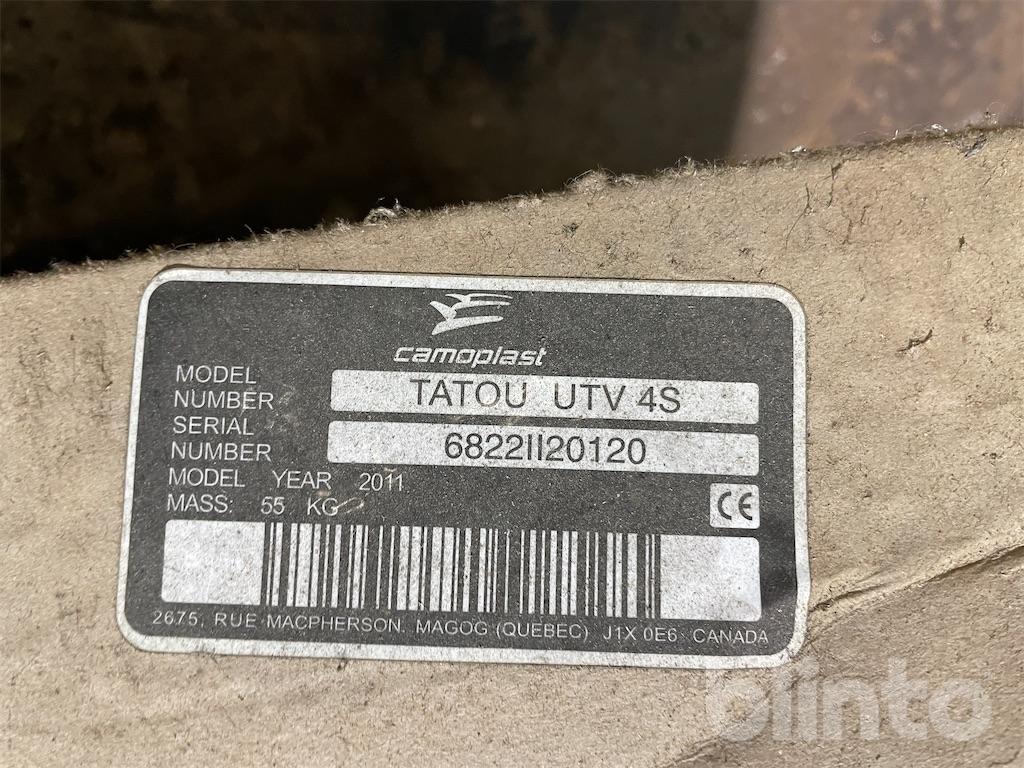 camoplast
MODEL
NUMBER
TATOU UTV 4S
SERIAL
NUMBER
6822II20120
MODEL YEAR 2011
MASS: 55 KG
CE
2675, RUE MACPHERSON, MAGOG (QUEBEC) J1X 0E6 CANADA
blinto